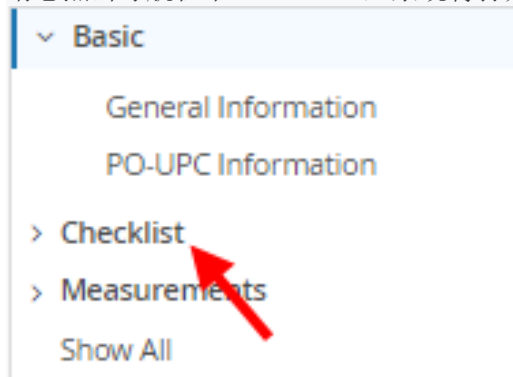 Basic
General Information
PO-UPC Information
Checklist
Measurements
Show All